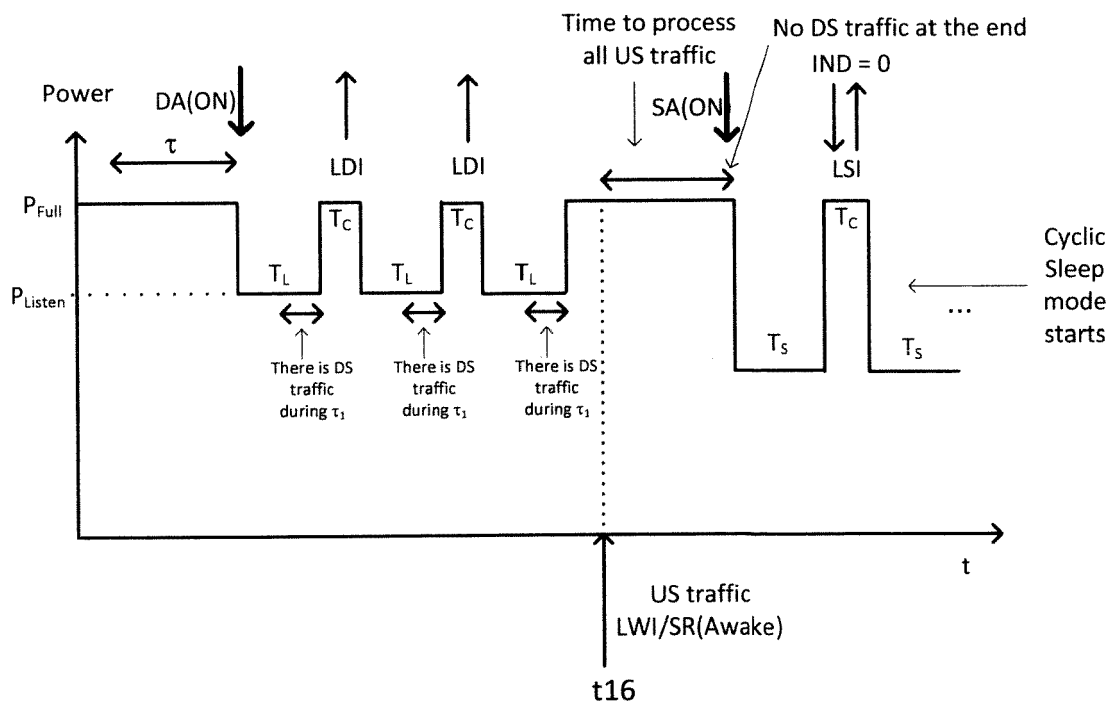 Time to process
all US traffic
No DS traffic at the end
IND = 0
Power
DA(ON)
SA(ON
τ
LDI
LDI
LSI
PFull
TC
TC
TC
Cyclic
Sleep
mode
starts
TL
TL
TL
PListen
...
TS
TS
There is DS
traffic
during τ1
There is DS
traffic
during τ1
There is DS
traffic
during τ1
t
US traffic
LWI/SR(Awake)
t16